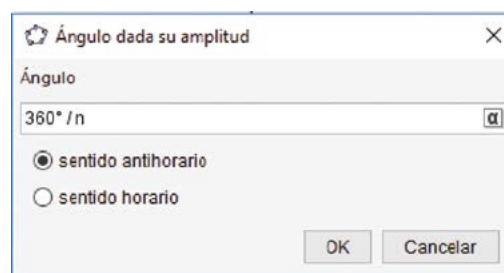 Ángulo dada su amplitud
Ángulo
360° / n
α
sentido antihorario
sentido horario
OK
Cancelar